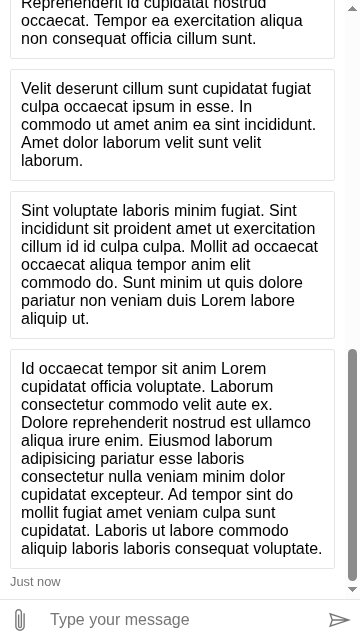 Reprehenderit id cupidatat nostrud
occaecat. Tempor ea exercitation aliqua
non consequat officia cillum sunt.
Velit deserunt cillum sunt cupidatat fugiat
culpa occaecat ipsum in esse. In
commodo ut amet anim ea sint incididunt.
Amet dolor laborum velit sunt velit
laborum.
Sint voluptate laboris minim fugiat. Sint
incididunt sit proident amet ut exercitation
cillum id id culpa culpa. Mollit ad occaecat
occaecat aliqua tempor anim elit
commodo do. Sunt minim ut quis dolore
pariatur non veniam duis Lorem labore
aliquip ut.
Id occaecat tempor sit anim Lorem
cupidatat officia voluptate. Laborum
consectetur commodo velit aute ex.
Dolore reprehenderit nostrud est ullamco
aliqua irure enim. Eiusmod laborum
adipisicing pariatur esse laboris
consectetur nulla veniam minim dolor
cupidatat excepteur. Ad tempor sint do
mollit fugiat amet veniam culpa sunt
cupidatat. Laboris ut labore commodo
aliquip laboris laboris consequat voluptate.
Just now
Type your message